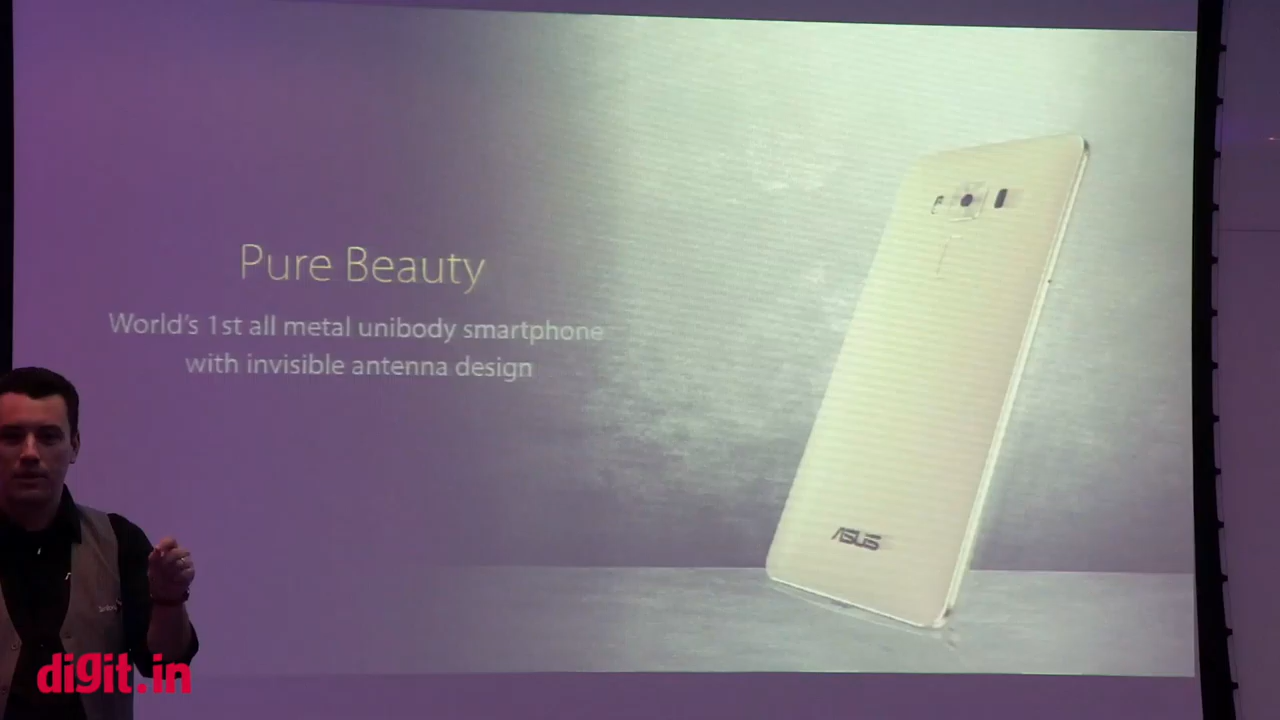 Pure Beauty
World's 1st all metal unibody smartphone
with invisible antenna design
ASUS
digit.in